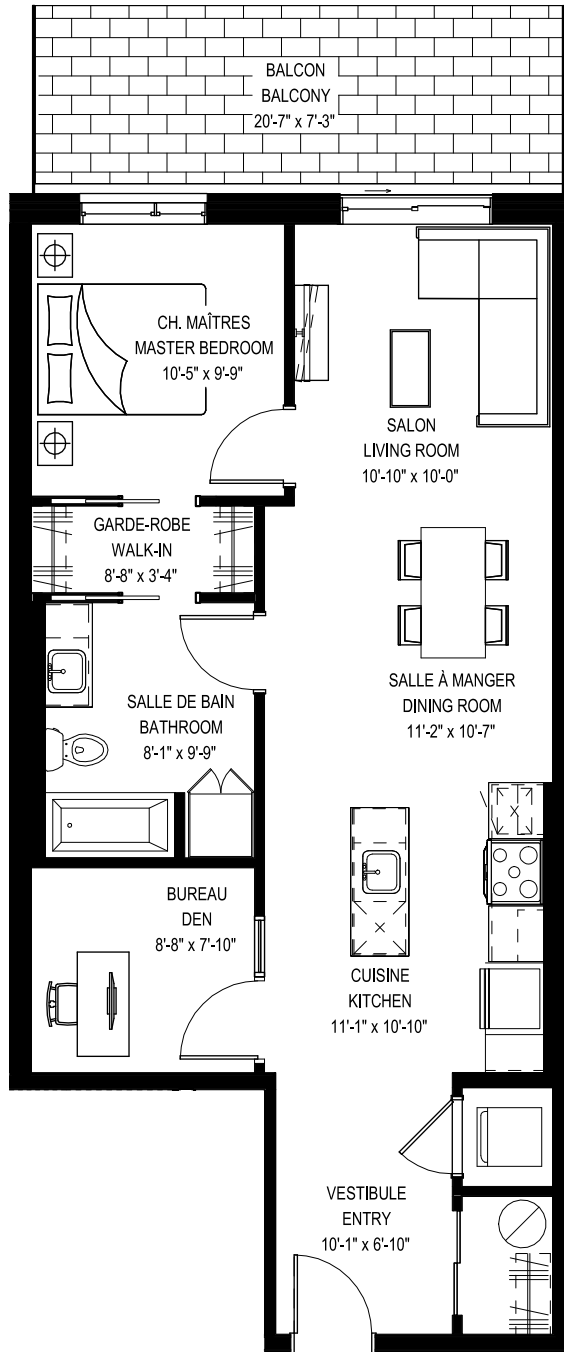 BALCON
BALCONY
20'-7" x 7'-3"
CH. MAÎTRES
MASTER BEDROOM
10'-5" x 9'-9"
SALON
LIVING ROOM
10'-10" x 10'-0"
GARDE-ROBE
WALK-IN
8'-8" x 3'-4"
SALLE DE BAIN
BATHROOM
8'-1" x 9'-9"
SALLE À MANGER
DINING ROOM
11'-2" x 10'-7"
BUREAU
DEN
8'-8" x 7'-10"
CUISINE
KITCHEN
11'-1" x 10'-10"
VESTIBULE
ENTRY
10'-1" x 6'-10"